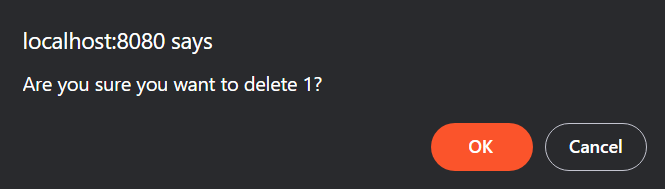 localhost:8080 says
Are you sure you want to delete 1?
OK
Cancel